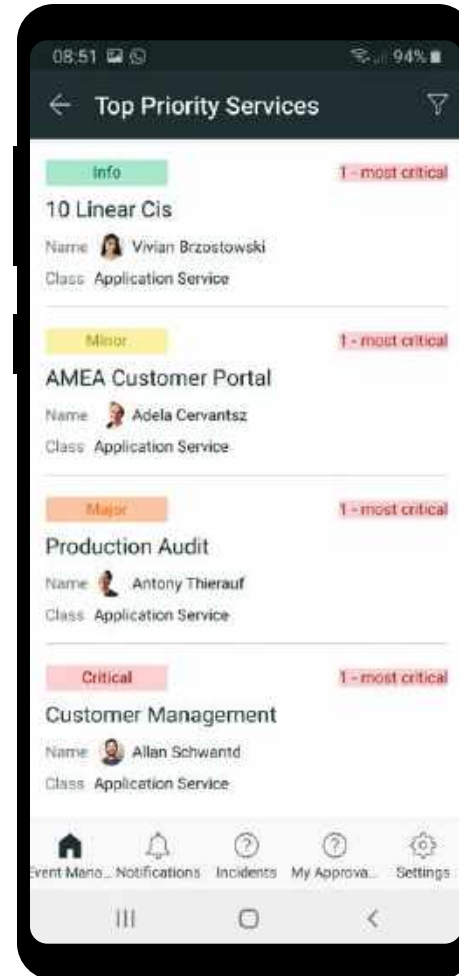 08:51 94%
Top Priority Services
Info 1 - most critical
10 Linear Cis
Name Vivian Brzostowski
Class Application Service
Minor 1 - most critical
AMEA Customer Portal
Name Adela Cervantsz
Class Application Service
Major 1 - most critical
Production Audit
Name Antony Thierauf
Class Application Service
Critical 1 - most critical
Customer Management
Name Allan Schwantd
Class Application Service
Event Mana... Notifications Incidents My Approva... Settings